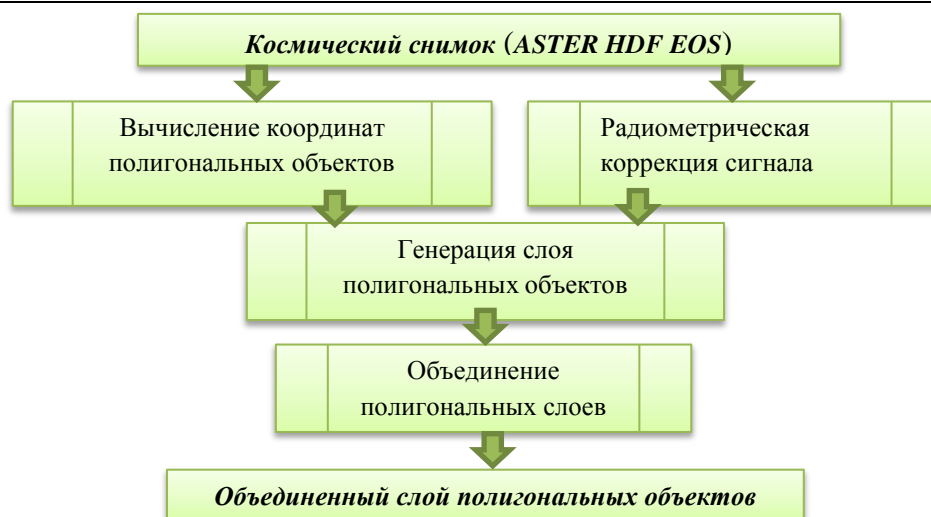 Космический снимок (ASTER HDF EOS)
Вычисление координат
полигональных объектов
Радиометрическая
коррекция сигнала
Генерация слоя
полигональных объектов
Объединение
полигональных слоев
Объединенный слой полигональных объектов